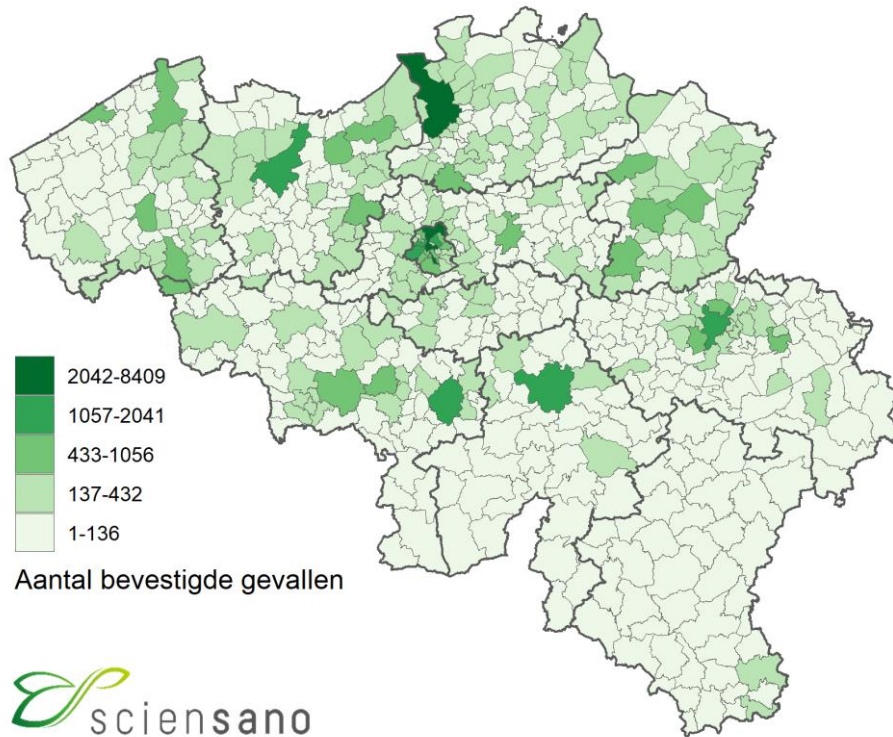 2042-8409
1057-2041
433-1056
137-432
1-136
Aantal bevestigde gevallen
sciensano